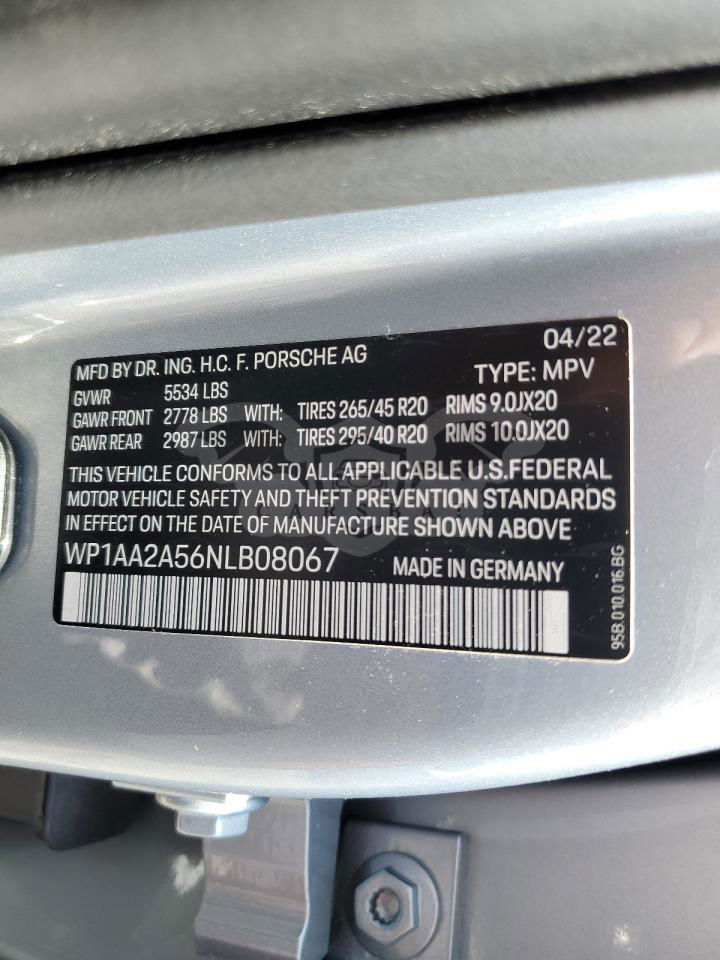 04/22
MFD BY DR. ING. H.C. F. PORSCHE AG
TYPE: MPV
GVWR 5534 LBS
GAWR FRONT 2778 LBS WITH: TIRES 265/45 R20 RIMS 9.0JX20
GAWR REAR 2987 LBS WITH: TIRES 295/40 R20 RIMS 10.0JX20
THIS VEHICLE CONFORMS TO ALL APPLICABLE U.S.FEDERAL
MOTOR VEHICLE SAFETY AND THEFT PREVENTION STANDARDS
IN EFFECT ON THE DATE OF MANUFACTURE SHOWN ABOVE
WP1AA2A56NLB08067 MADE IN GERMANY
95B.010.016.BG